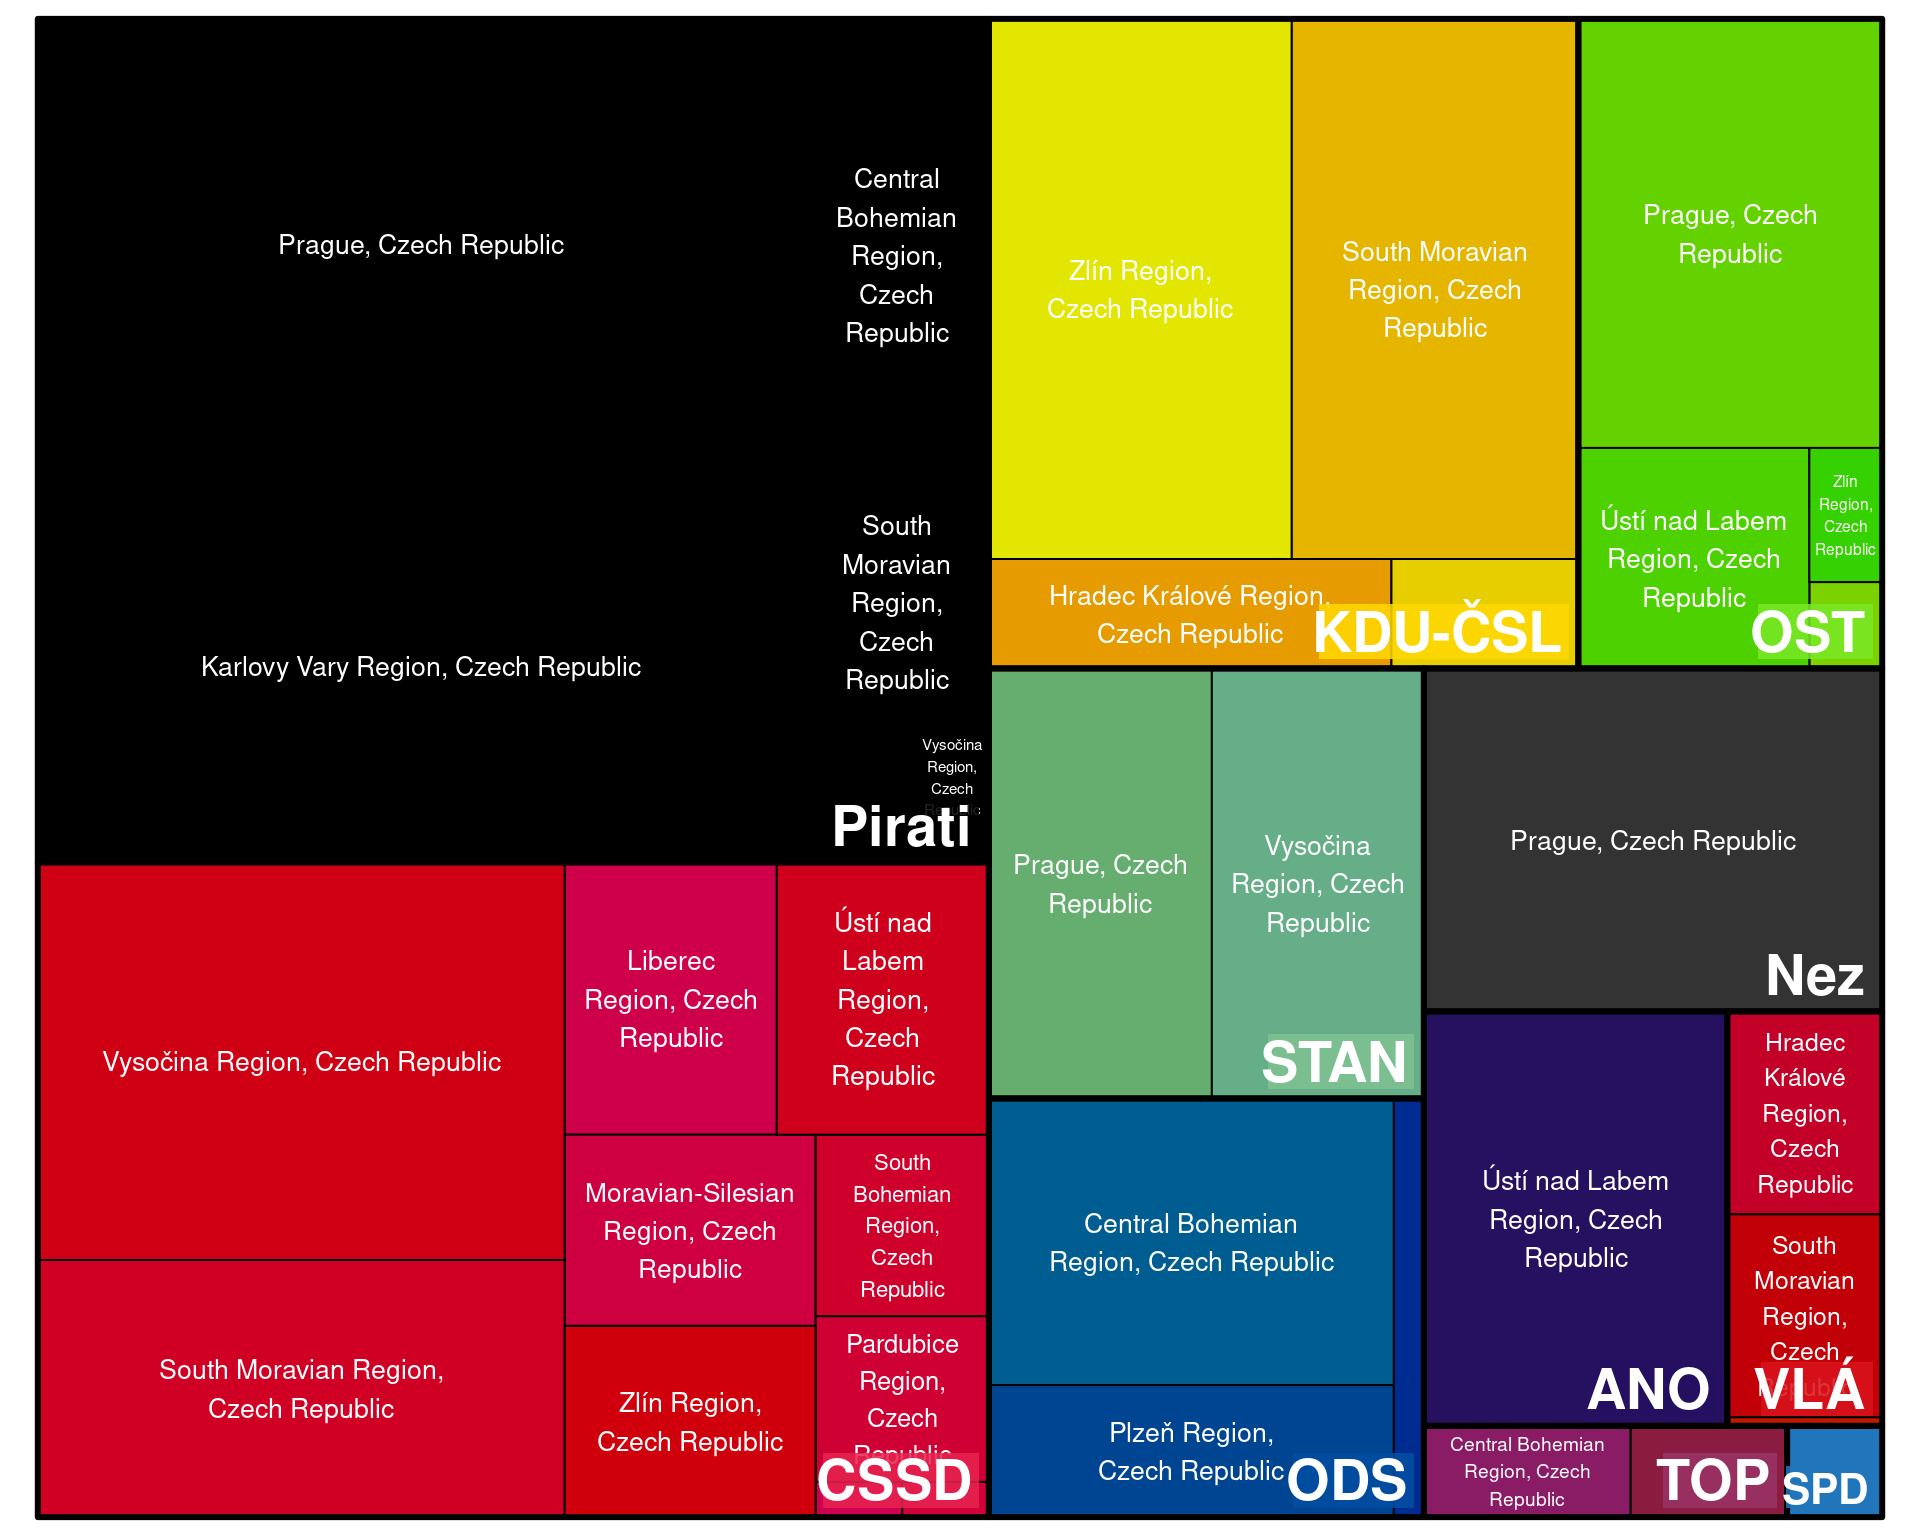 Prague, Czech Republic
Central
Bohemian
Region,
Czech
Republic
Karlovy Vary Region, Czech Republic
South
Moravian
Region,
Czech
Republic
Vysočina
Region,
Czech
Pirati
Vysočina Region, Czech Republic
South Moravian Region,
Czech Republic
Liberec
Region, Czech
Republic
Ústí nad
Labem
Region,
Czech
Republic
Moravian-Silesian
Region, Czech
Republic
South
Bohemian
Region,
Czech
Republic
Zlín Region,
Czech Republic
Pardubice
Region,
Czech
Republic
CSSD
Zlín Region,
Czech Republic
South Moravian
Region, Czech
Republic
Hradec Králové Region,
Czech Republic
KDU-ČSL
Prague, Czech
Republic
Ústí nad Labem
Region, Czech
Republic
Zlín
Region,
Czech
Republic
OST
Prague, Czech
Republic
Vysočina
Region, Czech
Republic
STAN
Prague, Czech Republic
Nez
Central Bohemian
Region, Czech Republic
Plzeň Region,
Czech Republic
ODS
Ústí nad Labem
Region, Czech
Republic
ANO
Hradec
Králové
Region,
Czech
Republic
South
Moravian
Region,
Czech
VLÁ
Central Bohemian
Region, Czech
Republic
TOP
SPD